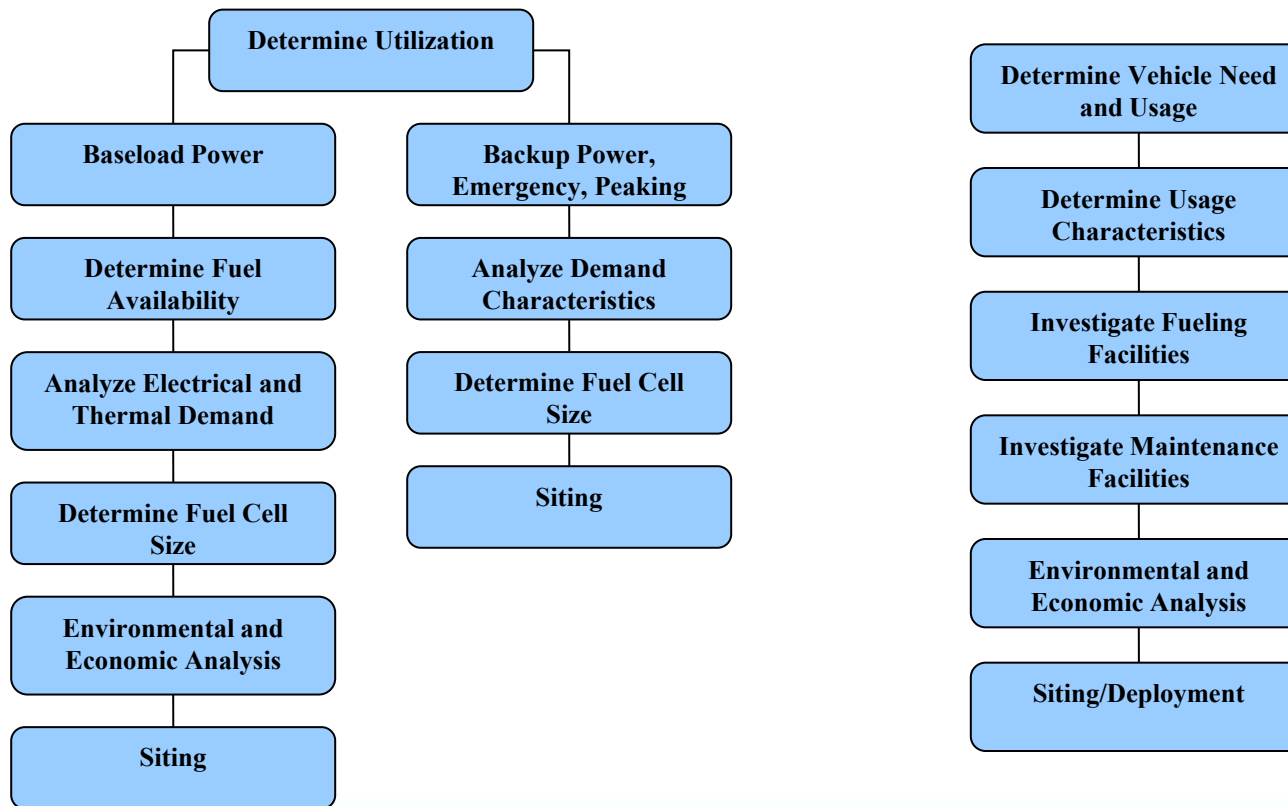 Determine Utilization
Baseload Power
Determine Fuel
Availability
Analyze Electrical and
Thermal Demand
Determine Fuel Cell
Size
Environmental and
Economic Analysis
Siting
Backup Power,
Emergency, Peaking
Analyze Demand
Characteristics
Determine Fuel Cell
Size
Siting
Determine Vehicle Need
and Usage
Determine Usage
Characteristics
Investigate Fueling
Facilities
Investigate Maintenance
Facilities
Environmental and
Economic Analysis
Siting/Deployment